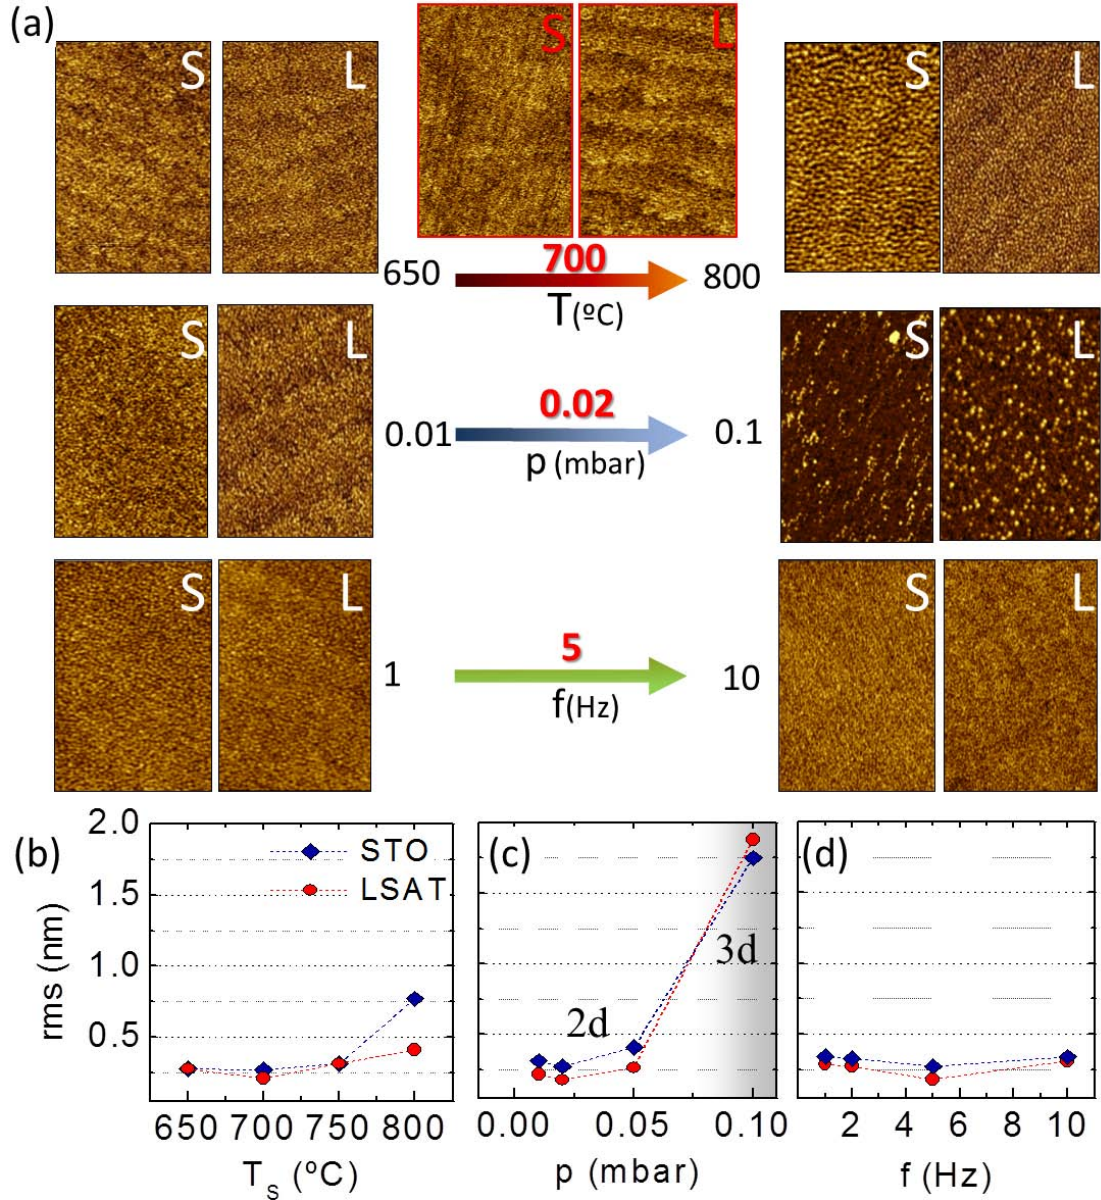 (a)
S L S L S L
700
650 800
T(ºC)
S L S L
0.02
0.01 0.1
p (mbar)
S L S L
5
1 10
f(Hz)
(b) (c) (d)
2.0
1.5
1.0
0.5
rms (nm)
STO
LSAT
650 700 750 800
T_S (ºC)
2d
3d
0.00 0.05 0.10
p (mbar)
2 4 6 8 10
f (Hz)